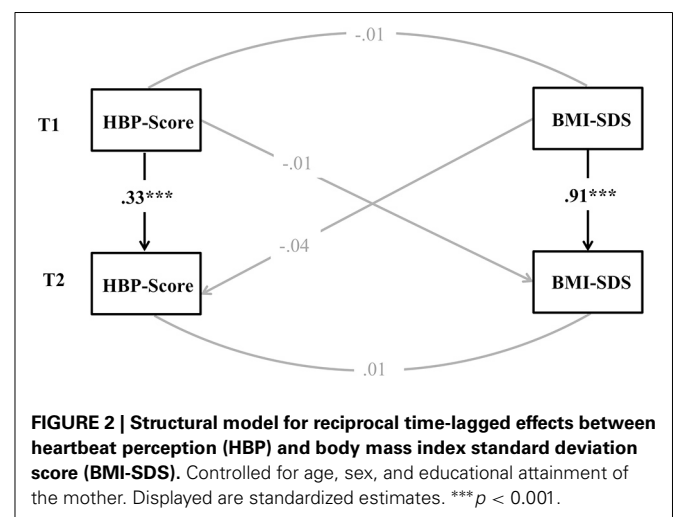 -.01
T1 HBP-Score BMI-SDS
-.01
.33*** .91***
-.04
T2 HBP-Score BMI-SDS
.01
FIGURE 2 | Structural model for reciprocal time-lagged effects between
heartbeat perception (HBP) and body mass index standard deviation
score (BMI-SDS). Controlled for age, sex, and educational attainment of
the mother. Displayed are standardized estimates. ***p < 0.001.